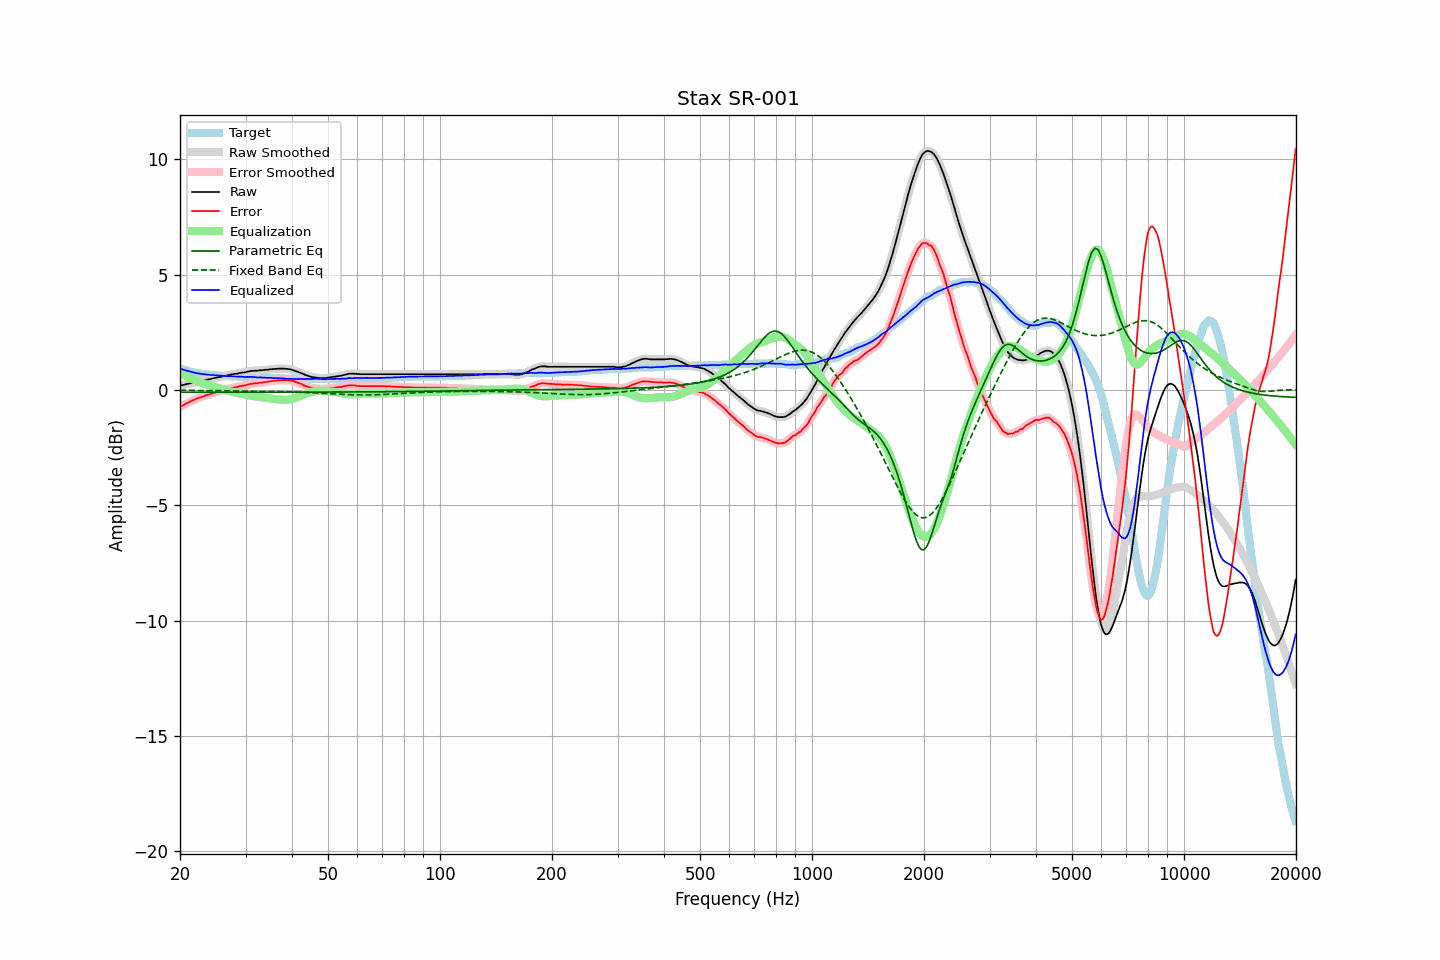 Stax SR-001
Target
Raw Smoothed
Error Smoothed
Raw
Error
Equalization
Parametric Eq
Fixed Band Eq
Equalized
10
5
0
−5
−10
−15
−20
Amplitude (dBr)
20 50 100 200 500 1000 2000 5000 10000 20000
Frequency (Hz)